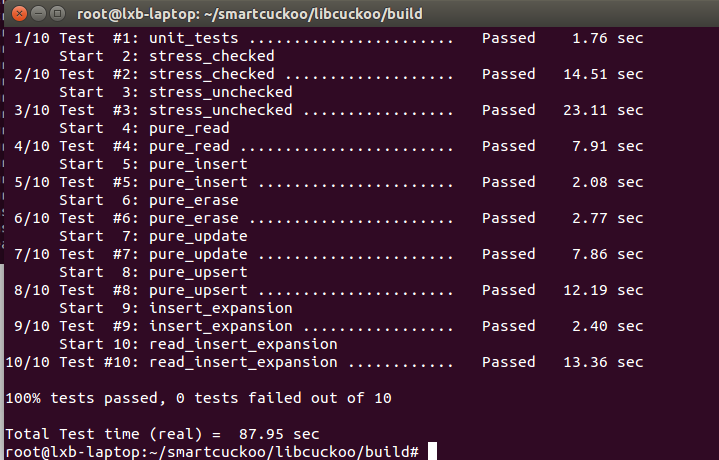 root@lxb-laptop: ~/smartcuckoo/libcuckoo/build
1/10 Test  #1: unit_tests .......................   Passed    1.76 sec
      Start  2: stress_checked
2/10 Test  #2: stress_checked ...................   Passed   14.51 sec
      Start  3: stress_unchecked
3/10 Test  #3: stress_unchecked .................   Passed   23.11 sec
      Start  4: pure_read
4/10 Test  #4: pure_read ........................   Passed    7.91 sec
      Start  5: pure_insert
5/10 Test  #5: pure_insert ......................   Passed    2.08 sec
      Start  6: pure_erase
6/10 Test  #6: pure_erase .......................   Passed    2.77 sec
      Start  7: pure_update
7/10 Test  #7: pure_update ......................   Passed    7.86 sec
      Start  8: pure_upsert
8/10 Test  #8: pure_upsert ......................   Passed   12.19 sec
      Start  9: insert_expansion
9/10 Test  #9: insert_expansion .................   Passed    2.40 sec
      Start 10: read_insert_expansion
10/10 Test #10: read_insert_expansion ............   Passed   13.36 sec
100% tests passed, 0 tests failed out of 10
Total Test time (real) =  87.95 sec
root@lxb-laptop:~/smartcuckoo/libcuckoo/build#